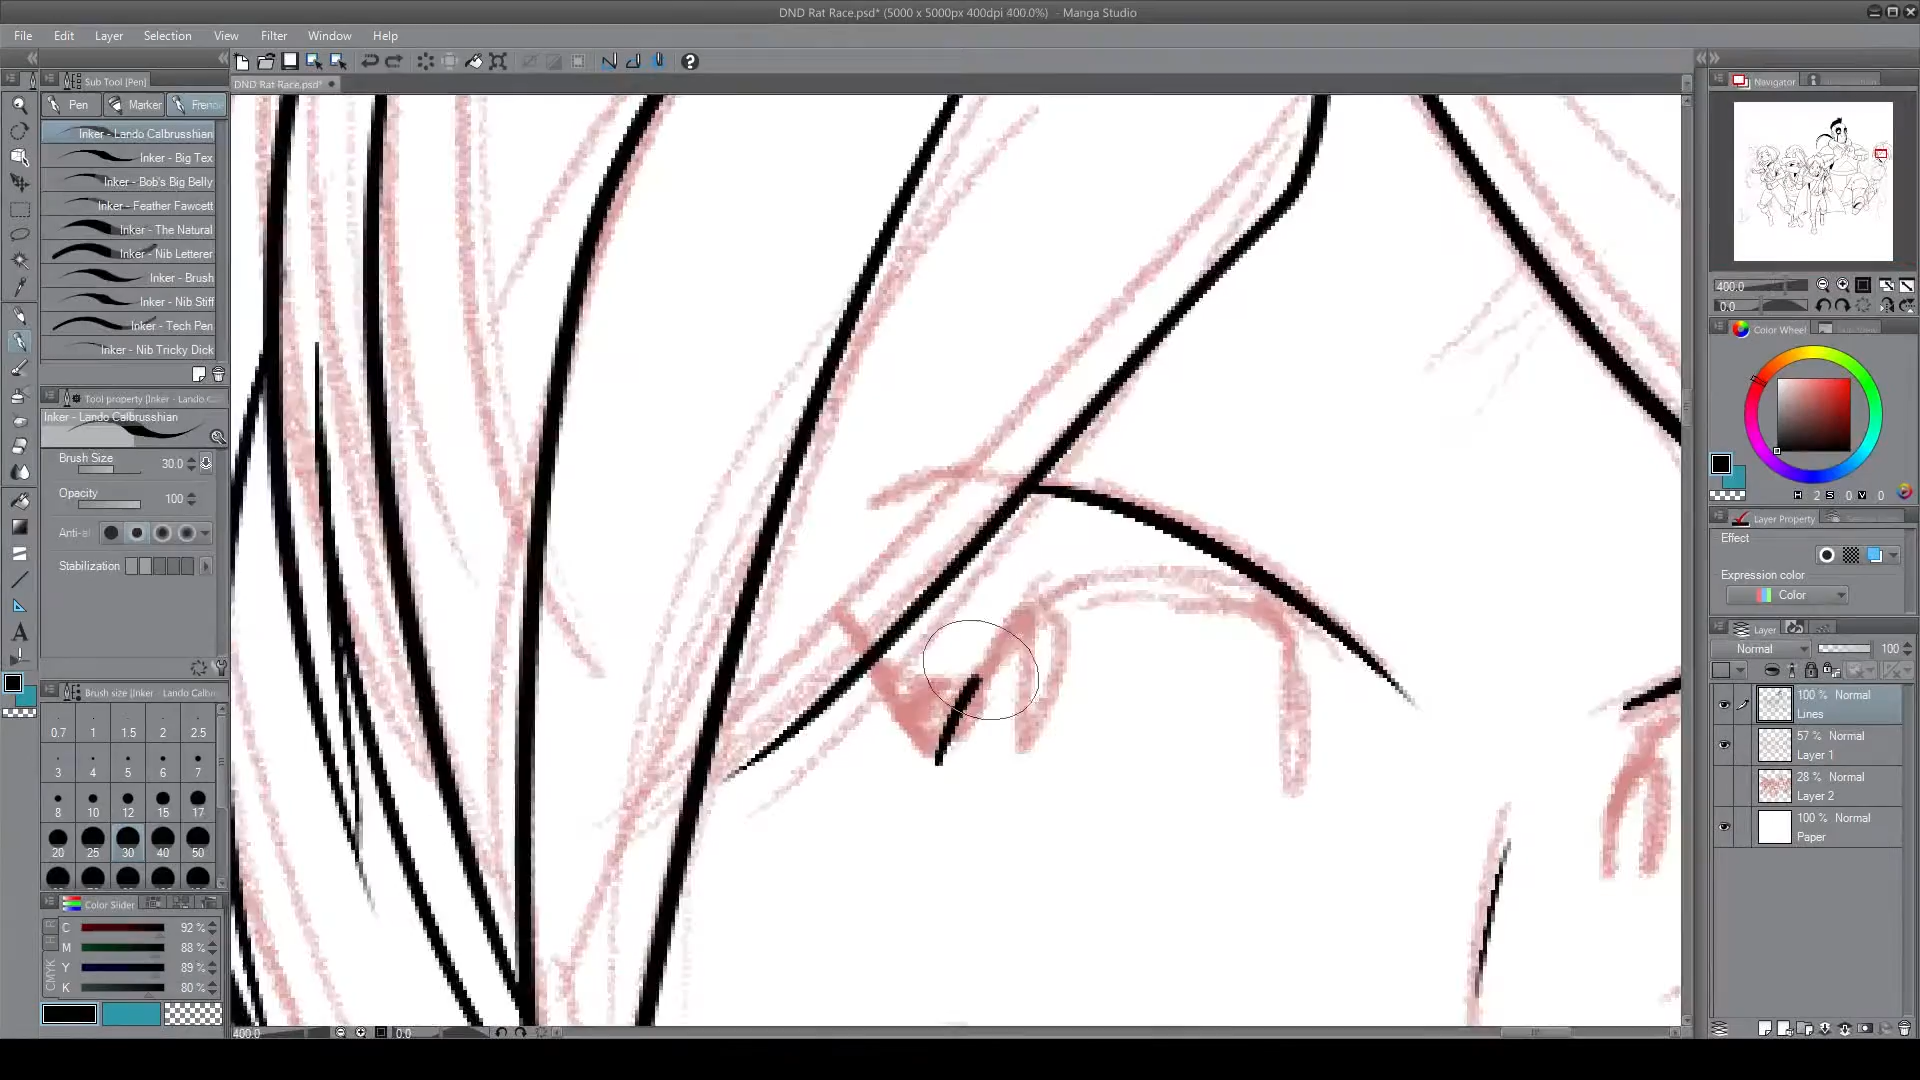 DND Rat Race.psd* (5000 x 5000px 400dpi 400.0%) - Manga Studio
File Edit Layer Selection View Filter Window Help
Sub Tool [Pen]
DND Rat Race.psd*
Navigator
Pen Marker Frende
Inker - Lando Calbrusshian
Inker - Big Tex
Inker - Bob's Big Belly
Inker - Feather Fawcett
Inker - The Natural
Inker - Nib Letterer
Inker - Brush
Inker - Nib Stiff
Inker - Tech Pen
Inker - Nib Tricky Dick
Tool property [Inker - Lando C
Inker - Lando Calbrusshian
Brush Size 30.0
Opacity 100
Anti-al
Stabilization
Brush size [Inker - Lando Calbr
0.7 1 1.5 2 2.5
3 4 5 6 7
8 10 12 15 17
20 25 30 40 50
Color Slider
CMYK
C 92 %
M 88 %
Y 89 %
K 80 %
400.0 0.0
400.0
0.0
Color Wheel
H 2 S 0 V 0
Layer Property
Effect
Expression color
Color
Layer
Normal 100
100 % Normal
Lines
57 % Normal
Layer 1
28 % Normal
Layer 2
100 % Normal
Paper